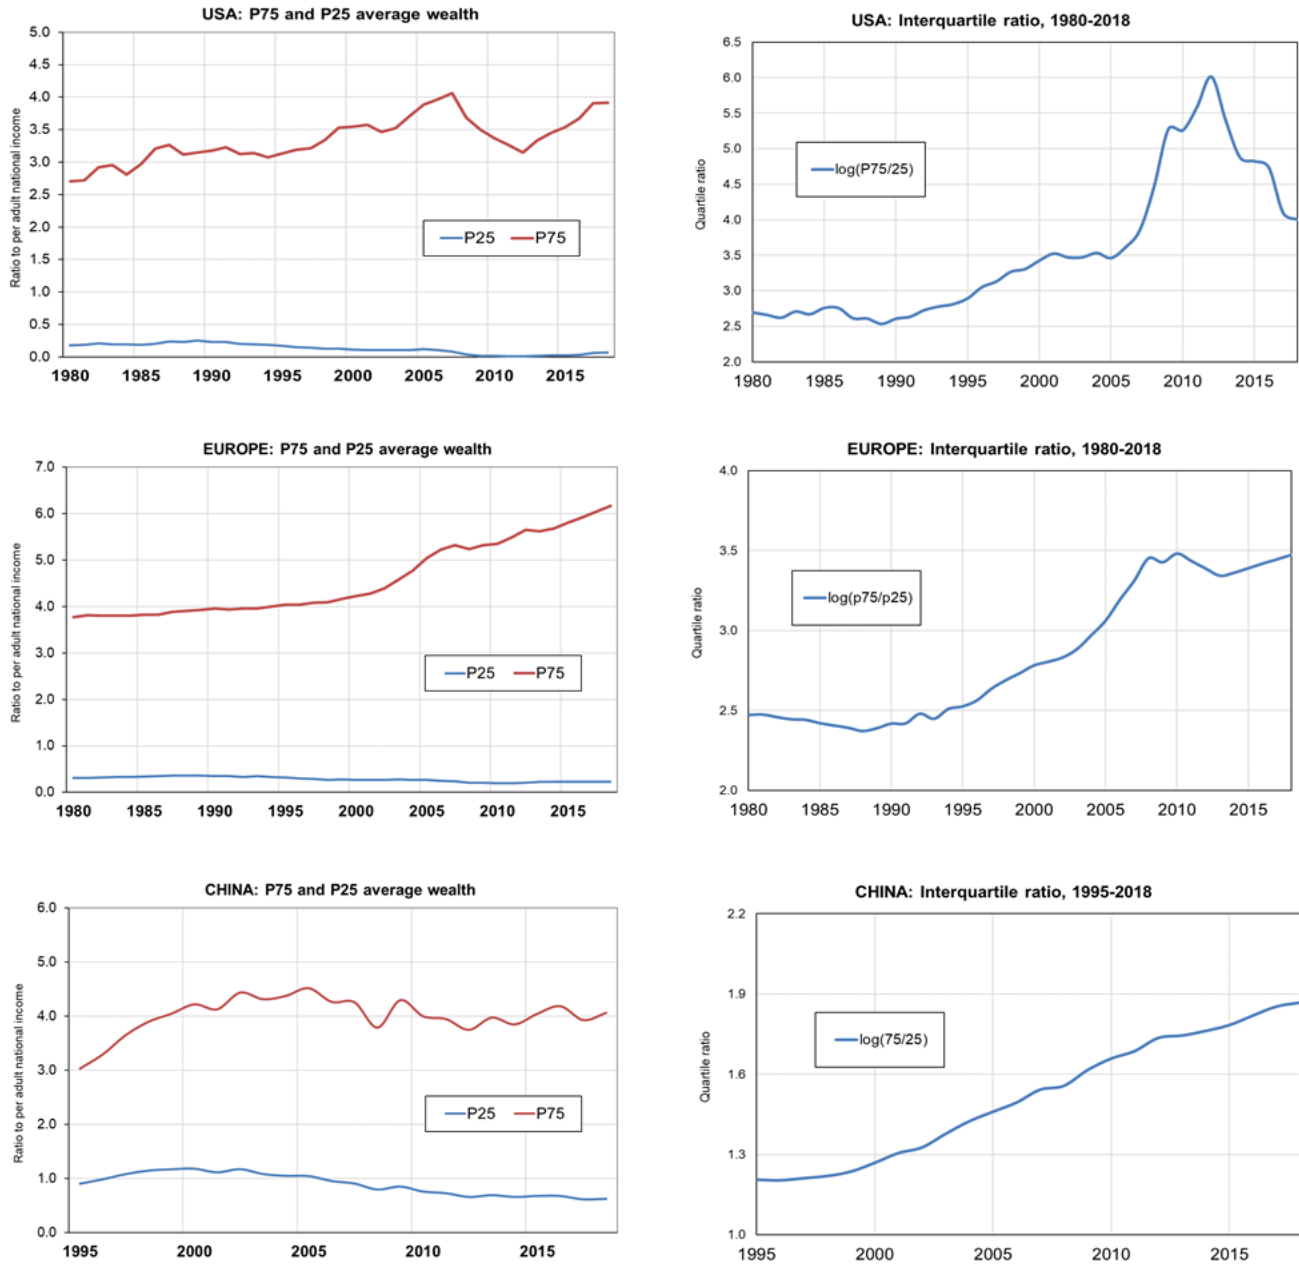 USA: P75 and P25 average wealth
Ratio to per adult national income
5.0
4.5
4.0
3.5
3.0
2.5
2.0
1.5
1.0
0.5
0.0
P25 P75
1980 1985 1990 1995 2000 2005 2010 2015
USA: Interquartile ratio, 1980-2018
Quartile ratio
6.5
6.0
5.5
5.0
4.5
4.0
3.5
3.0
2.5
2.0
log(P75/25)
1980 1985 1990 1995 2000 2005 2010 2015
EUROPE: P75 and P25 average wealth
Ratio to per adult national income
7.0
6.0
5.0
4.0
3.0
2.0
1.0
0.0
P25 P75
1980 1985 1990 1995 2000 2005 2010 2015
EUROPE: Interquartile ratio, 1980-2018
Quartile ratio
4.0
3.5
3.0
2.5
2.0
log(p75/p25)
1980 1985 1990 1995 2000 2005 2010 2015
CHINA: P75 and P25 average wealth
Ratio to per adult national income
6.0
5.0
4.0
3.0
2.0
1.0
0.0
P25 P75
1995 2000 2005 2010 2015
CHINA: Interquartile ratio, 1995-2018
Quartile ratio
2.2
1.9
1.6
1.3
1.0
log(75/25)
1995 2000 2005 2010 2015